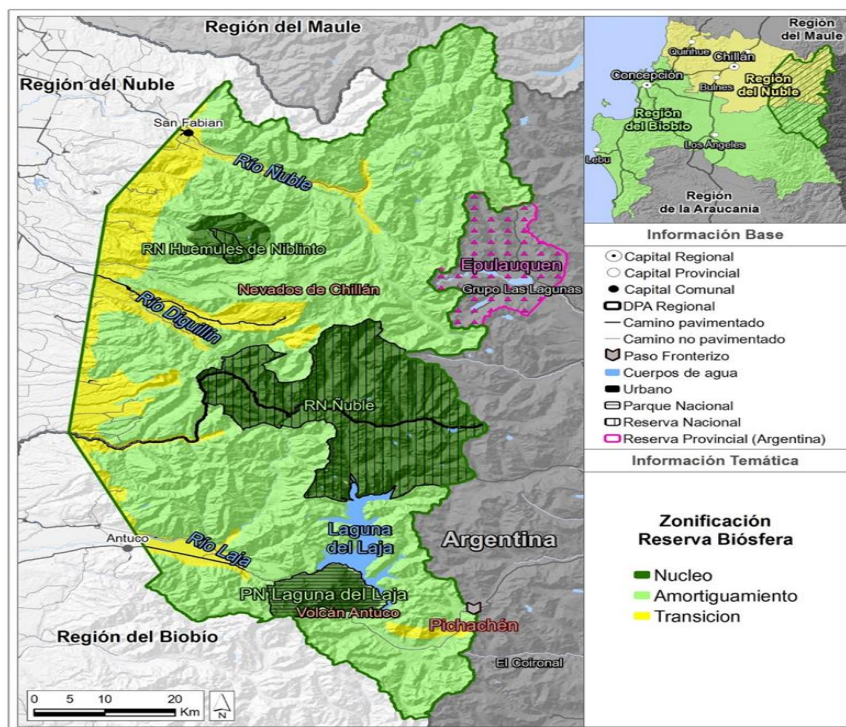 Región del Maule
Región del Ñuble
San Fabian
Río Ñuble
RN Huemules de Niblinto
Epulauquen
Grupo Las Lagunas
Nevados de Chillán
Río Diguillín
RN Ñuble
Laguna
del Laja
Argentina
Antuco
Río Laja
PN Laguna del Laja
Volcán Antuco
Pichachén
Región del Biobío
El Coironal
0 5 10 20
Km
N
Región
del Maule
Quirihue
Chillán
Concepción
Bulnes
Región
del Ñuble
Región
del Biobío
Los Ángeles
Lebu
Región
de la Araucanía
Información Base
Capital Regional
Capital Provincial
Capital Comunal
DPA Regional
Camino pavimentado
Camino no pavimentado
Paso Fronterizo
Cuerpos de agua
Urbano
Parque Nacional
Reserva Nacional
Reserva Provincial (Argentina)
Información Temática
Zonificación
Reserva Biósfera
Nucleo
Amortiguamiento
Transicion